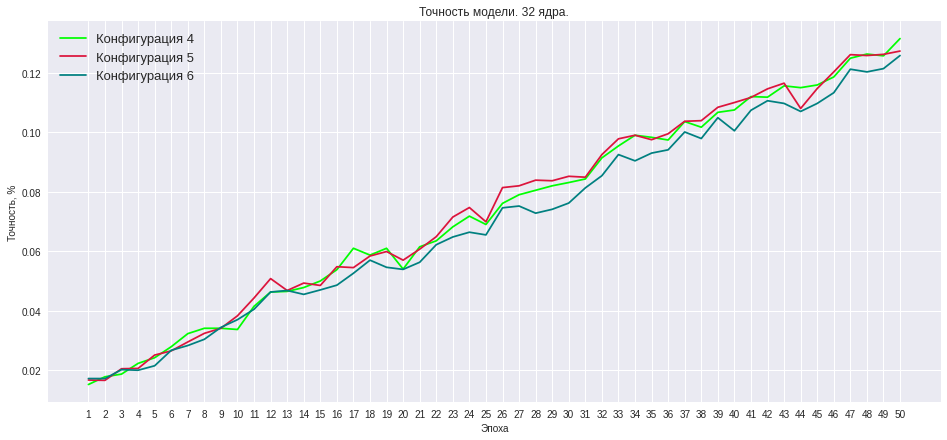 Точность модели. 32 ядра.
Конфигурация 4
Конфигурация 5
Конфигурация 6
Точность, %
0.12
0.10
0.08
0.06
0.04
0.02
1 2 3 4 5 6 7 8 9 10 11 12 13 14 15 16 17 18 19 20 21 22 23 24 25 26 27 28 29 30 31 32 33 34 35 36 37 38 39 40 41 42 43 44 45 46 47 48 49 50
Эпоха